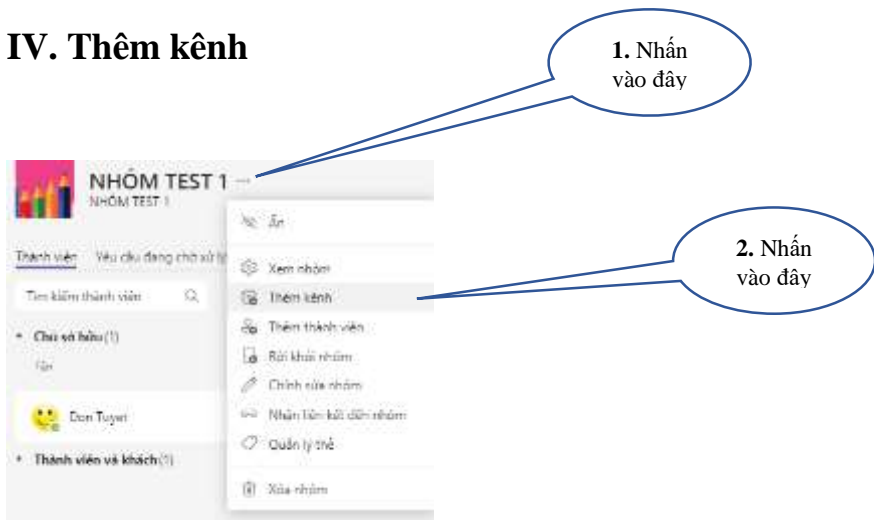 IV. Thêm kênh
1. Nhấn
vào đây
NHÓM TEST 1 ...
NHÓM TEST 1
Ẩn
Thành viên Yêu cầu đang chờ xử lý
Xem nhóm
Tìm kiếm thành viên
Thêm kênh
2. Nhấn
vào đây
Thêm thành viên
Chủ sở hữu (1)
Rời khỏi nhóm
Tên
Chỉnh sửa nhóm
Nhận liên kết đến nhóm
Don Tuyet
Quản lý thẻ
Thành viên và khách (1)
Xóa nhóm